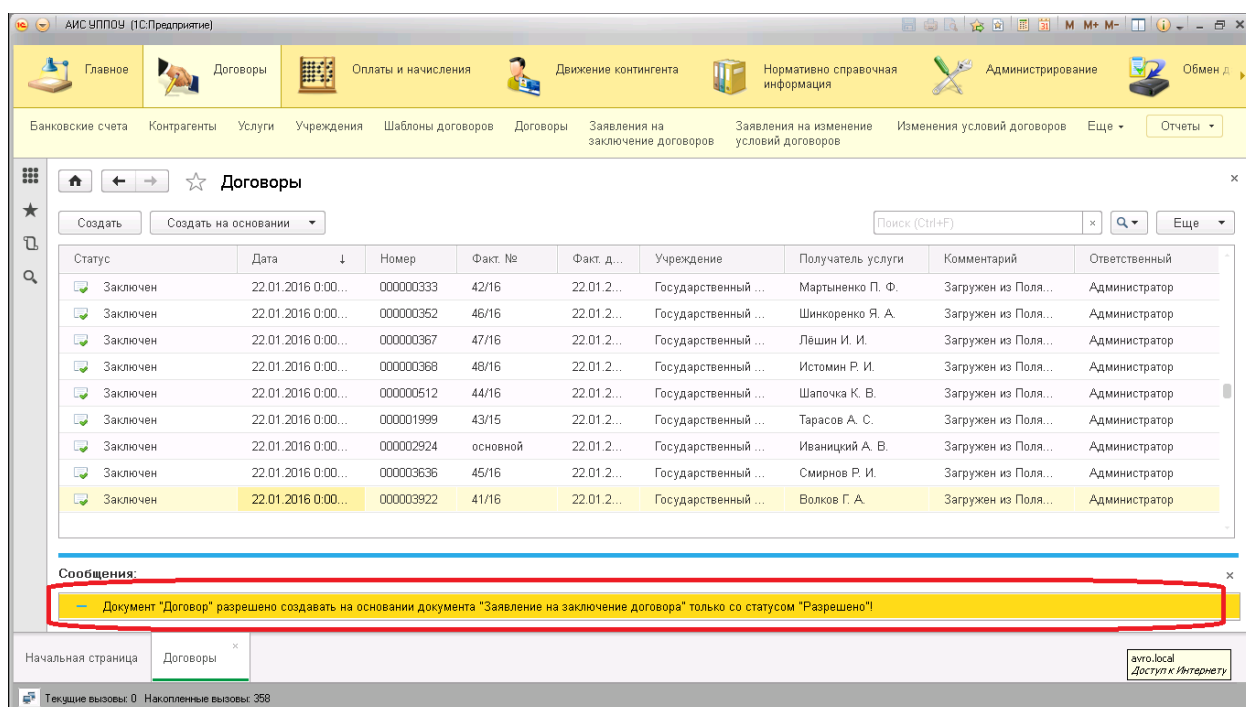 АИС УППОУ (1С:Предприятие)
M M+ M-
Главное
Договоры
Оплаты и начисления
Движение контингента
Нормативно справочная
информация
Администрирование
Обмен д
Банковские счета Контрагенты Услуги Учреждения Шаблоны договоров Договоры
Заявления на
заключение договоров
Заявления на изменение
условий договоров
Изменения условий договоров Еще Отчеты
Договоры
Создать Создать на основании Поиск (Ctrl+F) Еще
Статус Дата ↓ Номер Факт. № Факт. д... Учреждение Получатель услуги Комментарий Ответственный
Заключен 22.01.2016 0:00... 000000333 42/16 22.01.2... Государственный ... Мартыненко П. Ф. Загружен из Поля... Администратор
Заключен 22.01.2016 0:00... 000000352 46/16 22.01.2... Государственный ... Шинкоренко Я. А. Загружен из Поля... Администратор
Заключен 22.01.2016 0:00... 000000367 47/16 22.01.2... Государственный ... Лёшин И. И. Загружен из Поля... Администратор
Заключен 22.01.2016 0:00... 000000368 48/16 22.01.2... Государственный ... Истомин Р. И. Загружен из Поля... Администратор
Заключен 22.01.2016 0:00... 000000512 44/16 22.01.2... Государственный ... Шапочка К. В. Загружен из Поля... Администратор
Заключен 22.01.2016 0:00... 000001999 43/15 22.01.2... Государственный ... Тарасов А. С. Загружен из Поля... Администратор
Заключен 22.01.2016 0:00... 000002924 основной 22.01.2... Государственный ... Иваницкий А. В. Загружен из Поля... Администратор
Заключен 22.01.2016 0:00... 000003636 45/16 22.01.2... Государственный ... Смирнов Р. И. Загружен из Поля... Администратор
Заключен 22.01.2016 0:00... 000003922 41/16 22.01.2... Государственный ... Волков Г. А. Загружен из Поля... Администратор
Сообщения:
Документ "Договор" разрешено создавать на основании документа "Заявление на заключение договора" только со статусом "Разрешено"!
Начальная страница Договоры
avro.local
Доступ к Интернету
Текущие вызовы: 0 Накопленные вызовы: 358